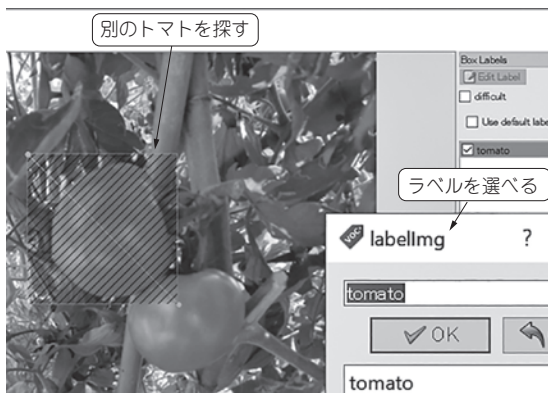 別のトマトを探す
Box Labels
Edit Label
difficult
Use default labe
tomato
ラベルを選べる
VOC
labelImg
?
tomato
OK
tomato